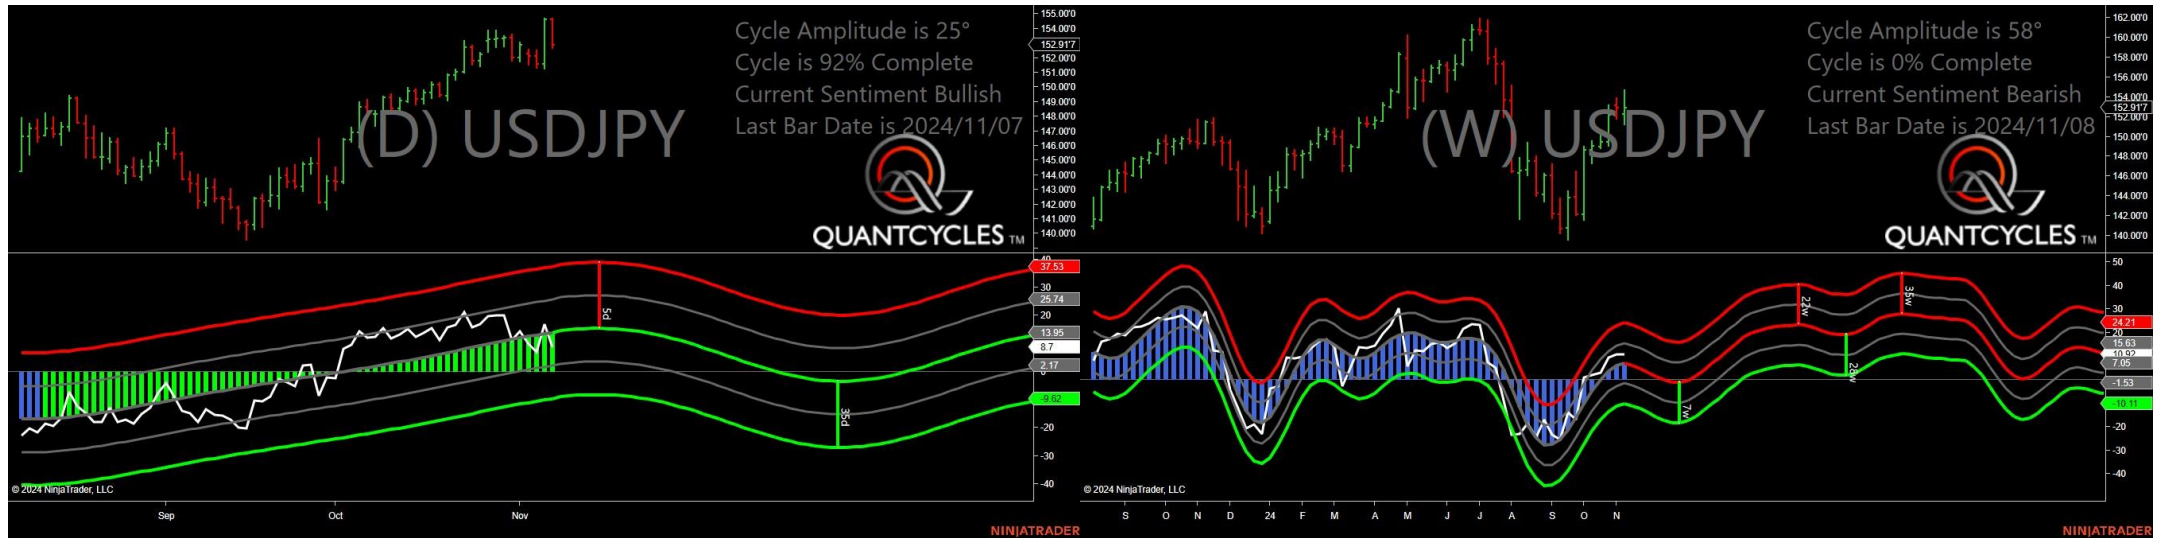 Cycle Amplitude is 25°
Cycle is 92% Complete
Current Sentiment Bullish
Last Bar Date is 2024/11/07
(D) USDJPY
QUANTCYCLES TM
155.00'0
154.00'0
152.91'7
151.00'0
150.00'0
149.00'0
148.00'0
147.00'0
146.00'0
145.00'0
144.00'0
143.00'0
142.00'0
141.00'0
140.00'0
40
37.53
30
25.74
20
13.95
8.7
2.17
-9.62
-20
-30
-40
5d
35d
© 2024 NinjaTrader, LLC
Sep Oct Nov
NINJATRADER
Cycle Amplitude is 58°
Cycle is 0% Complete
Current Sentiment Bearish
Last Bar Date is 2024/11/08
(W) USDJPY
QUANTCYCLES TM
162.00'0
160.00'0
158.00'0
156.00'0
154.00'0
152.91'7
152.00'0
150.00'0
148.00'0
146.00'0
144.00'0
142.00'0
140.00'0
50
40
30
24.21
20
15.63
10.92
7.05
-1.53
-10.11
-20
-30
-40
7w
22w
28w
35w
© 2024 NinjaTrader, LLC
S O N D 24 F M A M J J A S O N
NINJATRADER